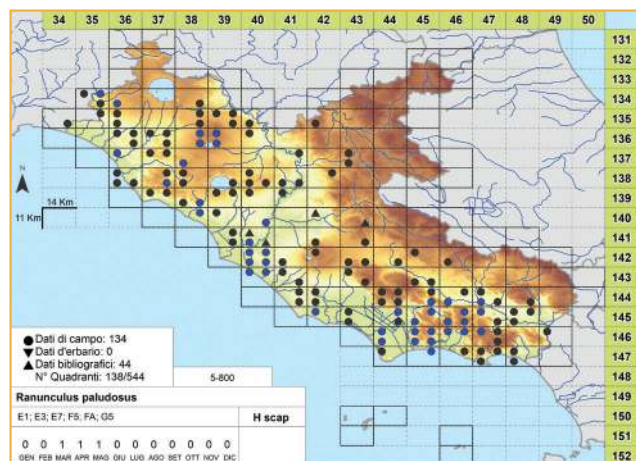 34 35 36 37 38 39 40 41 42 43 44 45 46 47 48 49 50
131
132
133
134
135
136
137
138
139
140
141
142
143
144
145
146
147
148
149
150
151
152
N
14 Km
11 Km
Dati di campo: 134
Dati d'erbario: 0
Dati bibliografici: 44
N° Quadranti: 138/544
5-800
Ranunculus paludosus
E1; E3; E7; F5; FA; G5
H scap
0 0 1 1 1 0 0 0 0 0 0 0
GEN FEB MAR APR MAG GIU LUG AGO SET OTT NOV DIC